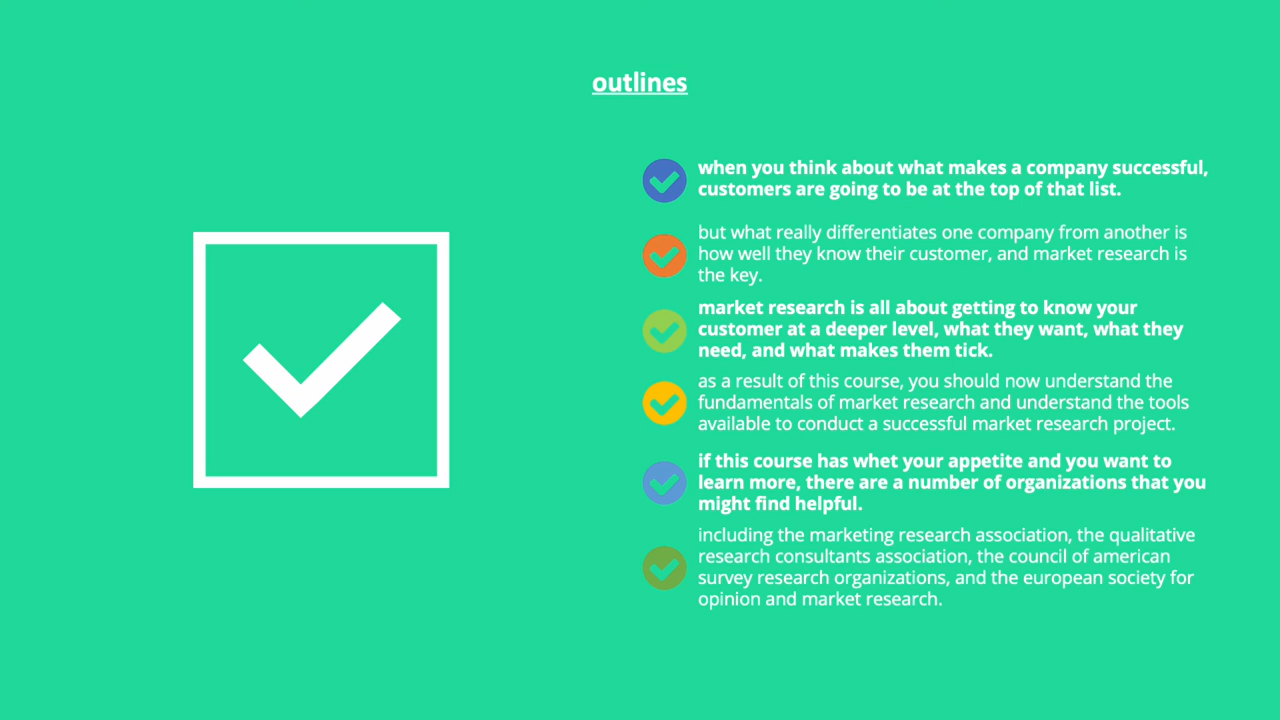 outlines
when you think about what makes a company successful,
customers are going to be at the top of that list.
but what really differentiates one company from another is
how well they know their customer, and market research is
the key.
market research is all about getting to know your
customer at a deeper level, what they want, what they
need, and what makes them tick.
as a result of this course, you should now understand the
fundamentals of market research and understand the tools
available to conduct a successful market research project.
if this course has whet your appetite and you want to
learn more, there are a number of organizations that you
might find helpful.
including the marketing research association, the qualitative
research consultants association, the council of american
survey research organizations, and the european society for
opinion and market research.